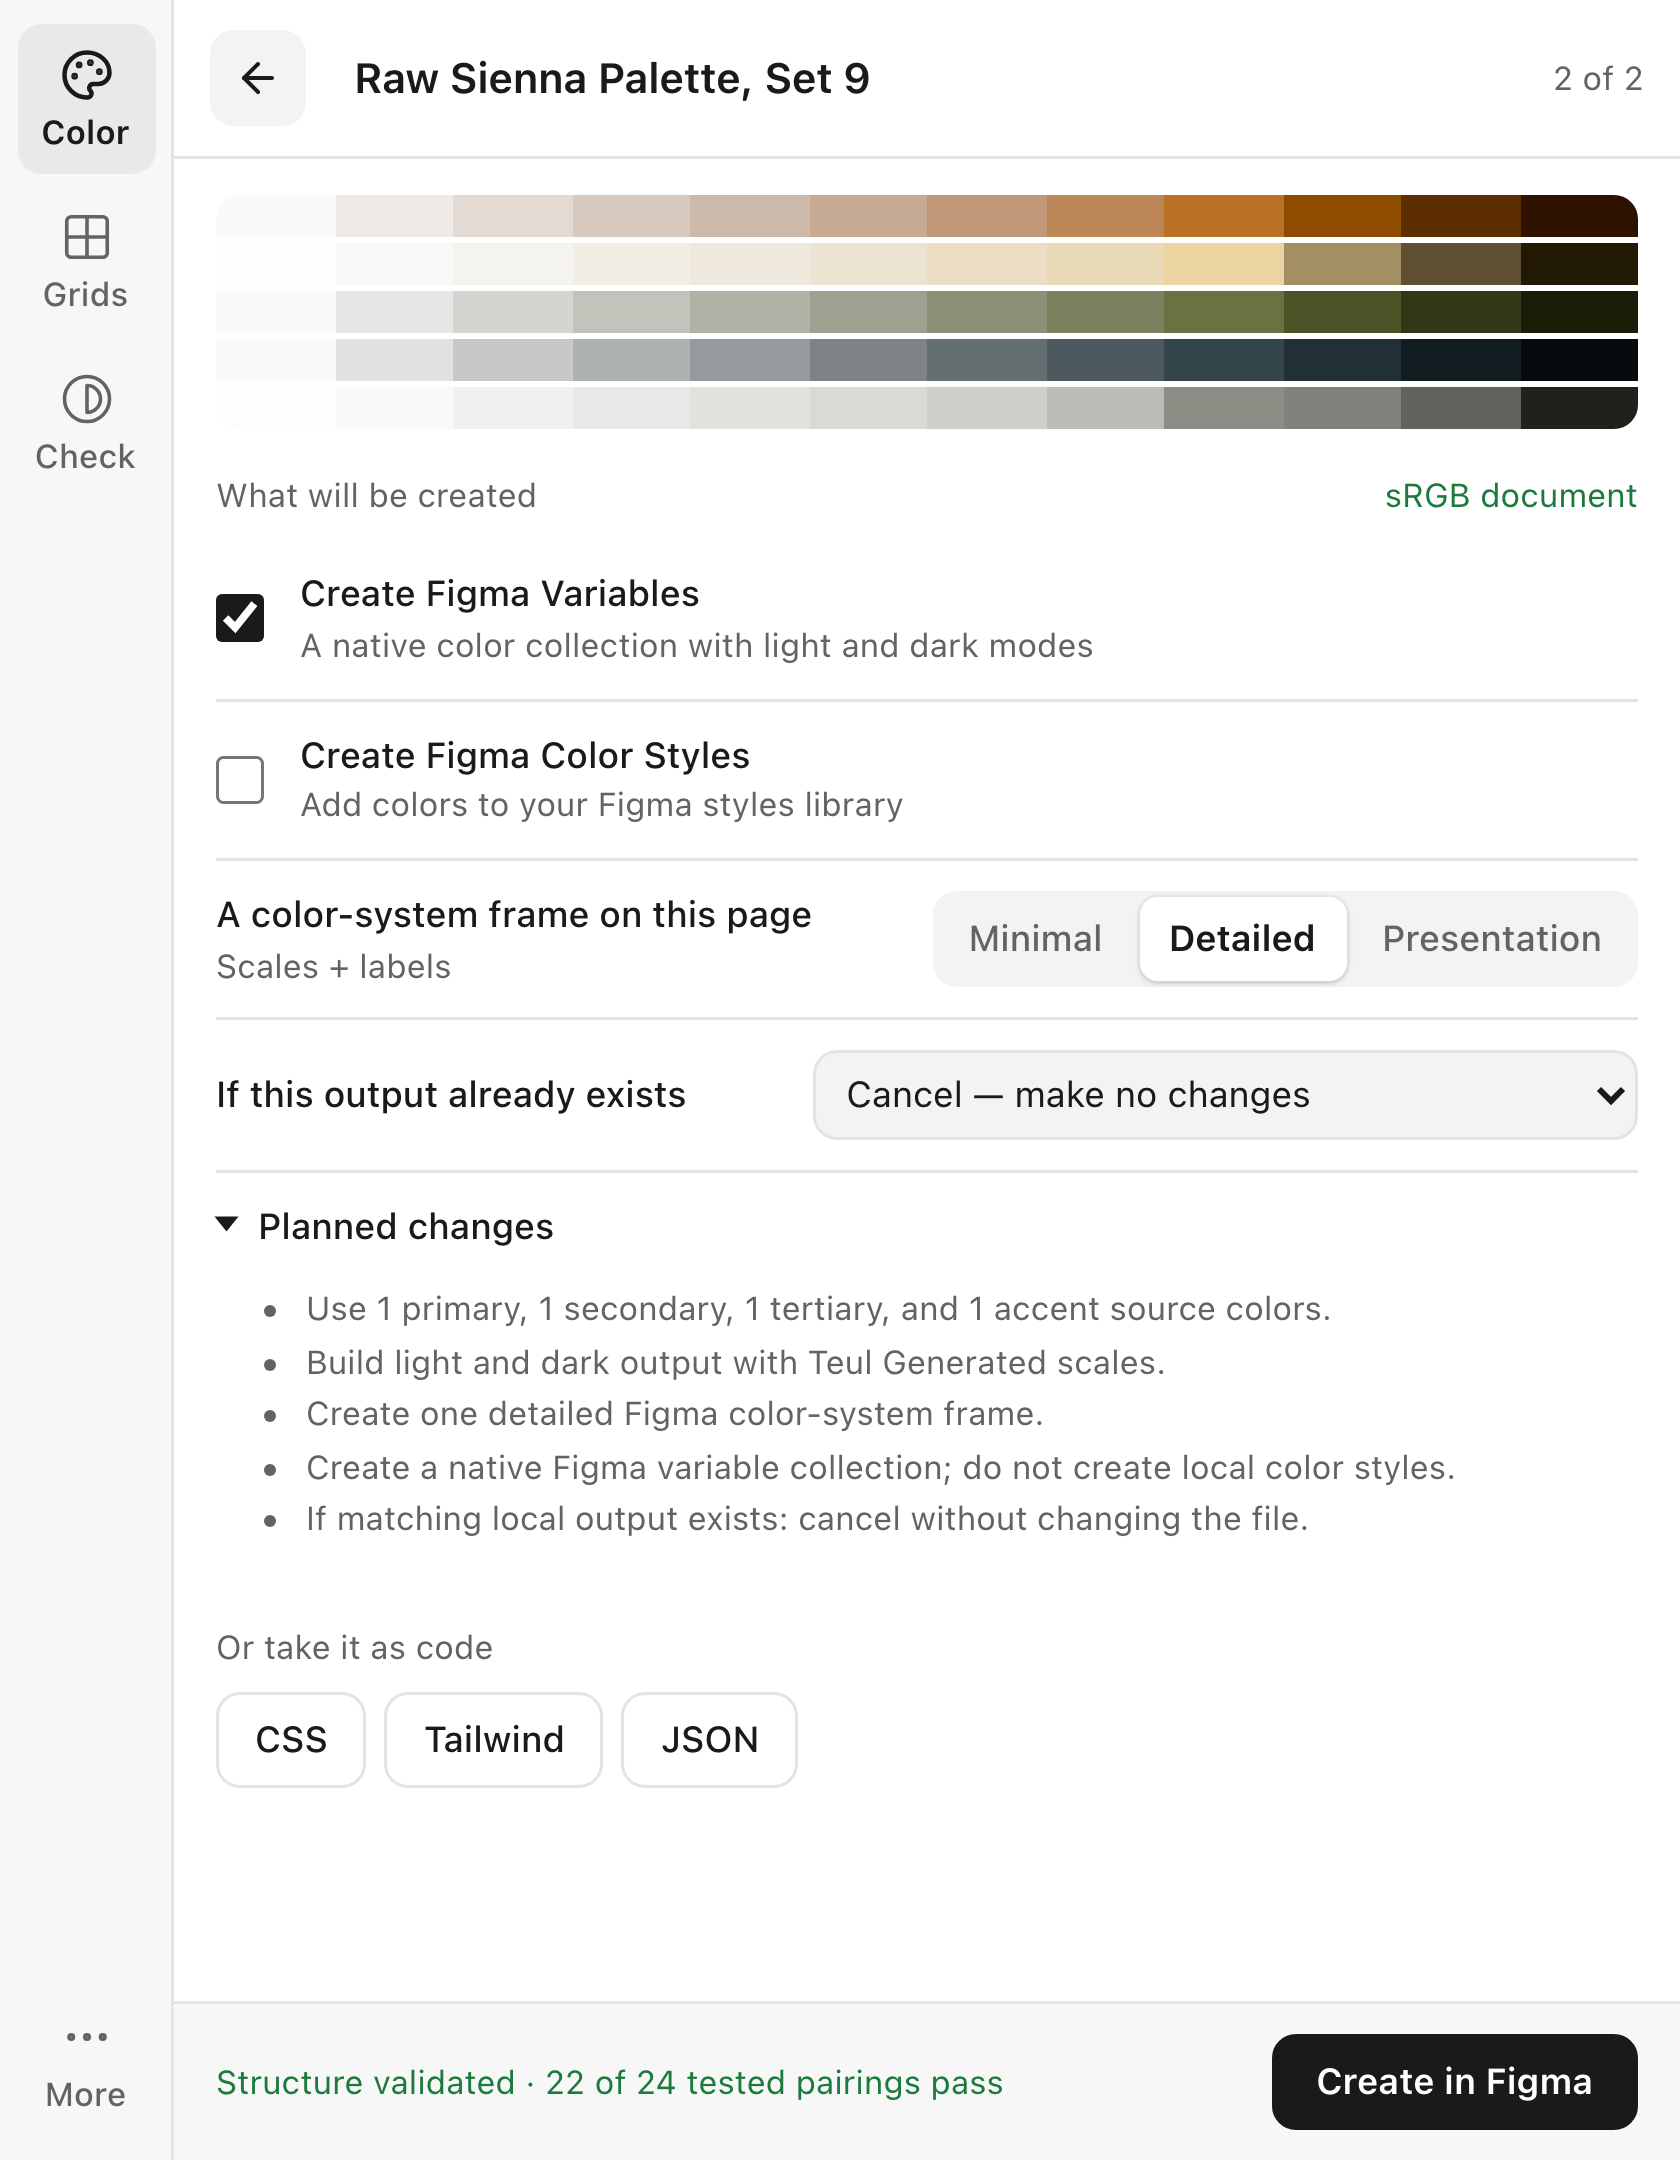 Color
Grids
Check
More
Raw Sienna Palette, Set 9
2 of 2
What will be created
sRGB document
Create Figma Variables
A native color collection with light and dark modes
Create Figma Color Styles
Add colors to your Figma styles library
A color-system frame on this page
Scales + labels
Minimal
Detailed
Presentation
If this output already exists
Cancel — make no changes
Planned changes
Use 1 primary, 1 secondary, 1 tertiary, and 1 accent source colors.
Build light and dark output with Teul Generated scales.
Create one detailed Figma color-system frame.
Create a native Figma variable collection; do not create local color styles.
If matching local output exists: cancel without changing the file.
Or take it as code
CSS
Tailwind
JSON
Structure validated · 22 of 24 tested pairings pass
Create in Figma